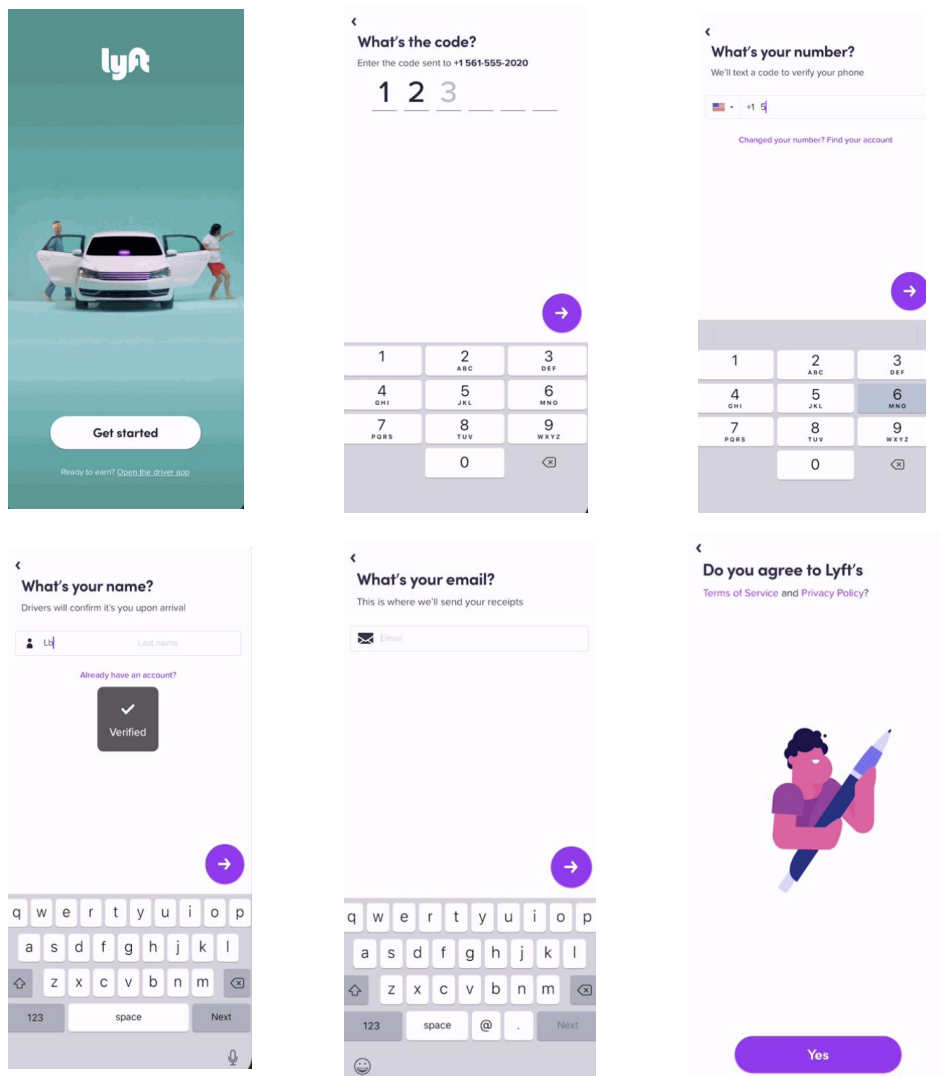 lyft
Get started
Ready to earn? Open the driver app
What's the code?
Enter the code sent to +1 561-555-2020
1 2 3
1 2 3
ABC DEF
4 5 6
GHI JKL MNO
7 8 9
PQRS TUV WXYZ
0
What's your number?
We'll text a code to verify your phone
+1 5
Changed your number? Find your account
1 2 3
ABC DEF
4 5 6
GHI JKL MNO
7 8 9
PQRS TUV WXYZ
0
What's your name?
Drivers will confirm it's you upon arrival
Lb Last name
Already have an account?
Verified
q w e r t y u i o p
a s d f g h j k l
z x c v b n m
123 space Next
What's your email?
This is where we'll send your receipts
Email
q w e r t y u i o p
a s d f g h j k l
z x c v b n m
123 space @ . Next
Do you agree to Lyft's
Terms of Service and Privacy Policy?
Yes